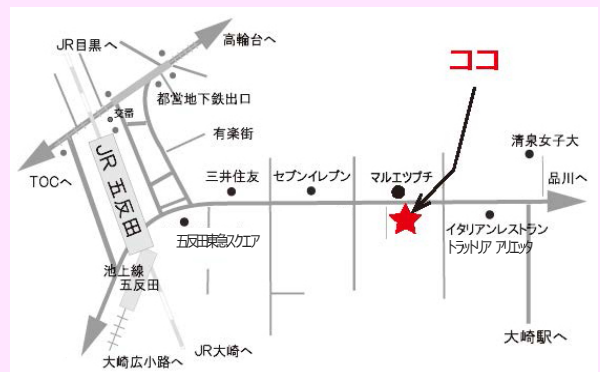 JR目黒へ
高輪台へ
ココ
都営地下鉄出口
交番
有楽街
清泉女子大
TOCへ
JR 五反田
三井住友
セブンイレブン
マルエツプチ
品川へ
五反田東急スクエア
イタリアンレストラン
トラットリア アリエッタ
池上線
五反田
大崎広小路へ
JR大崎へ
大崎駅へ